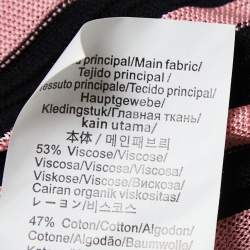 principal/Main fabric/
Tejido principal /
Tessuto principale/Tecido principal/
Hauptgewebe/
Kledingstuk/Главная ткань/
kain utama/
本体 / 메인패브리
53% Viscose/Viscose/
Viscosa/Viscosa/Viscosa/
Viskose/Viscose/Вискоза/
Cairan organik viskositas/
レーヨン/비스코스
47% Coton/Cotton/
Algodón/
Cotone/Algodão/Baumwolle/